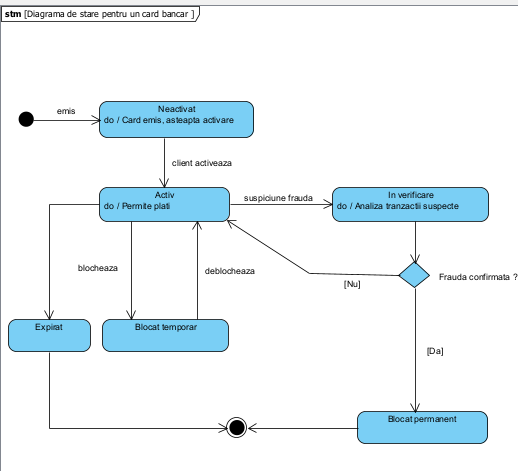 stm [Diagrama de stare pentru un card bancar ]
emis
Neactivat
do / Card emis, asteapta activare
client activeaza
Activ
do / Permite plati
suspiciune frauda
In verificare
do / Analiza tranzactii suspecte
blocheaza
deblocheaza
[Nu]
Frauda confirmata ?
Expirat
Blocat temporar
[Da]
Blocat permanent